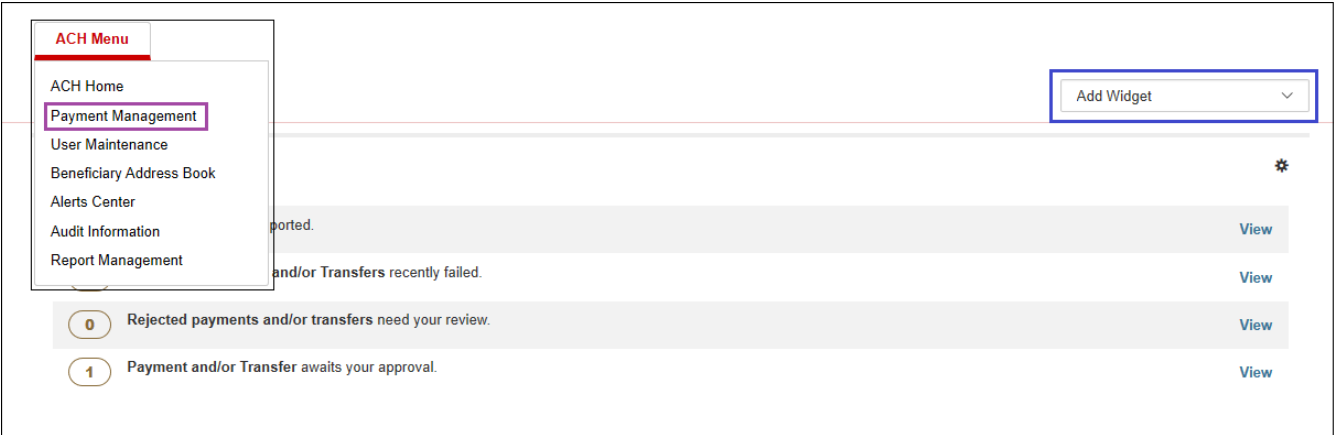 ACH Menu
ACH Home
Payment Management
User Maintenance
Beneficiary Address Book
Alerts Center
Audit Information
Report Management
Add Widget
ported.
View
and/or Transfers recently failed.
View
0 Rejected payments and/or transfers need your review.
View
1 Payment and/or Transfer awaits your approval.
View